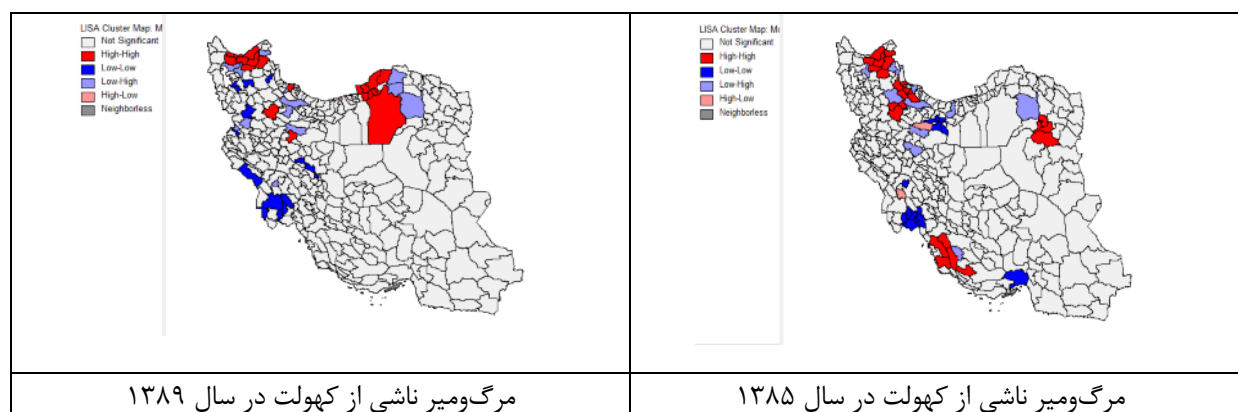 LISA Cluster Map: M
Not Significant
High-High
Low-Low
Low-High
High-Low
Neighborless
LISA Cluster Map: Mo
Not Significant
High-High
Low-Low
Low-High
High-Low
Neighborless
مرگ‌ومیر ناشی از کهولت در سال ۱۳۸۵
مرگ‌ومیر ناشی از کهولت در سال ۱۳۸۹